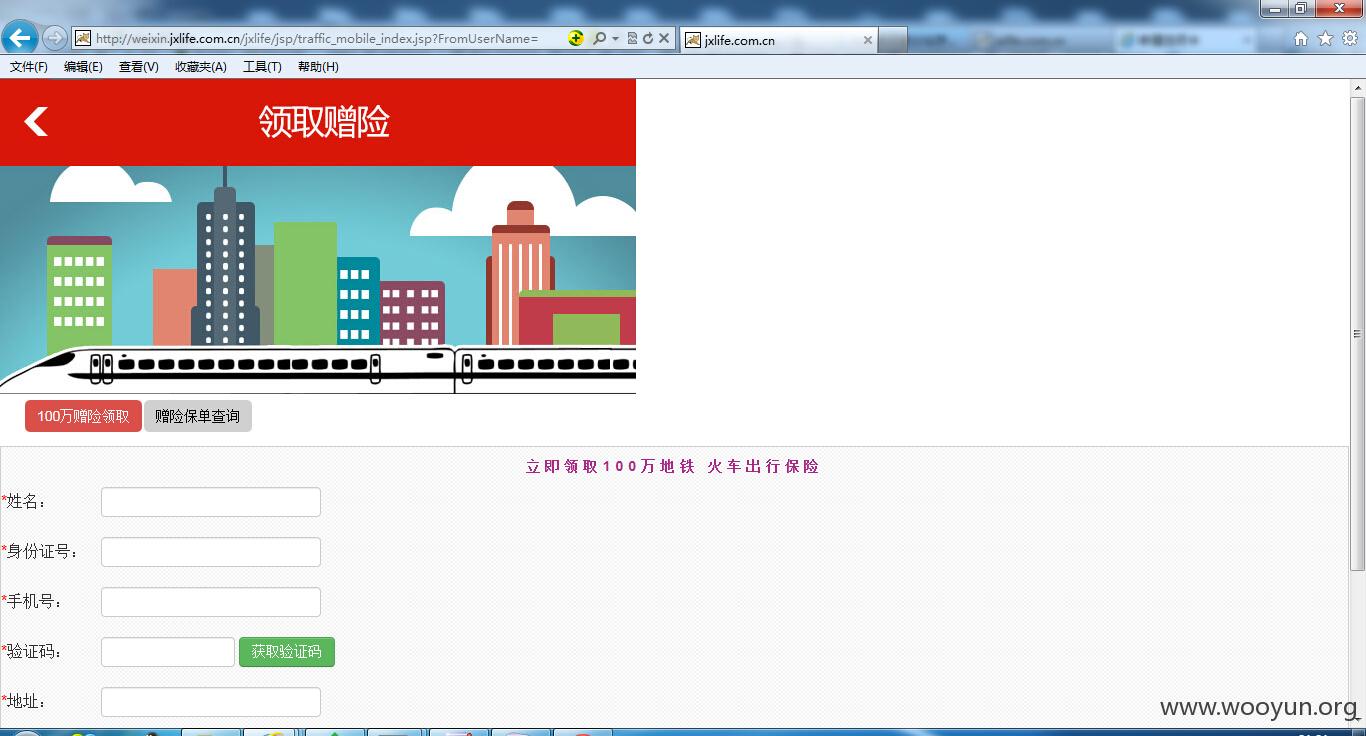 http://weixin.jxlife.com.cn/jxlife/jsp/traffic_mobile_index.jsp?FromUserName=
jxlife.com.cn
文件(F) 编辑(E) 查看(V) 收藏夹(A) 工具(T) 帮助(H)
领取赠险
100万赠险领取 赠险保单查询
立即领取100万地铁 火车出行保险
*姓名：
*身份证号：
*手机号：
*验证码： 获取验证码
*地址：
www.wooyun.org